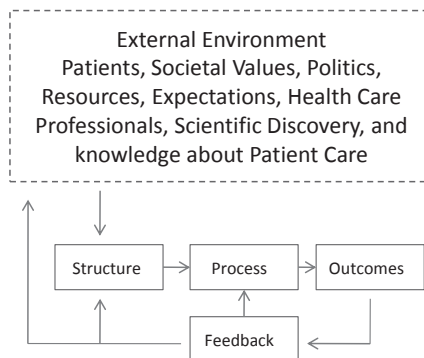 External Environment
Patients, Societal Values, Politics,
Resources, Expectations, Health Care
Professionals, Scientific Discovery, and
knowledge about Patient Care
Structure
Process
Outcomes
Feedback